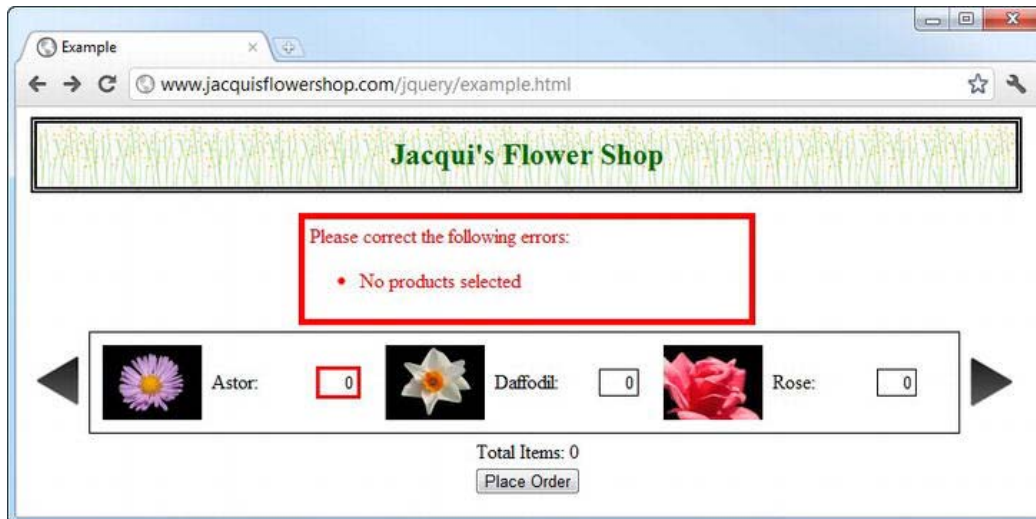 Example
www.jacquisflowershop.com/jquery/example.html
Jacqui's Flower Shop
Please correct the following errors:
• No products selected
Astor: 0 Daffodil: 0 Rose: 0
Total Items: 0
Place Order